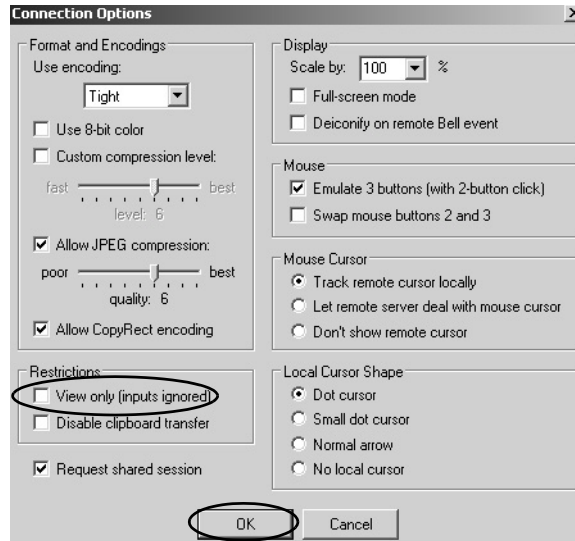 Connection Options
Format and Encodings
Use encoding:
Tight
Use 8-bit color
Custom compression level:
fast best
level: 6
Allow JPEG compression:
poor best
quality: 6
Allow CopyRect encoding
Restrictions
View only (inputs ignored)
Disable clipboard transfer
Request shared session
Display
Scale by: 100 %
Full-screen mode
Deiconify on remote Bell event
Mouse
Emulate 3 buttons (with 2-button click)
Swap mouse buttons 2 and 3
Mouse Cursor
Track remote cursor locally
Let remote server deal with mouse cursor
Don't show remote cursor
Local Cursor Shape
Dot cursor
Small dot cursor
Normal arrow
No local cursor
OK Cancel